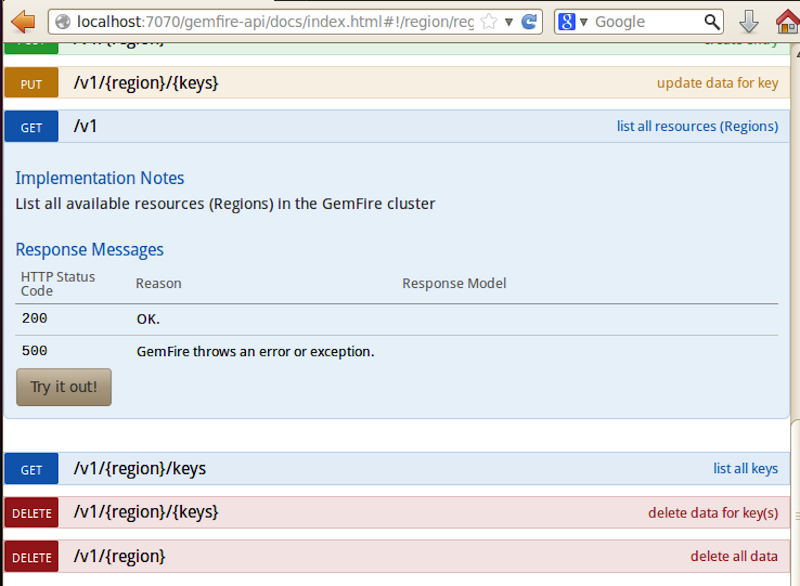 localhost:7070/gemfire-api/docs/index.html#!/region/reg
Google
/v1/{region} create entry
PUT /v1/{region}/{keys} update data for key
GET /v1 list all resources (Regions)
Implementation Notes
List all available resources (Regions) in the GemFire cluster
Response Messages
HTTP Status
Code
Reason Response Model
200 OK.
500 GemFire throws an error or exception.
Try it out!
GET /v1/{region}/keys list all keys
DELETE /v1/{region}/{keys} delete data for key(s)
DELETE /v1/{region} delete all data